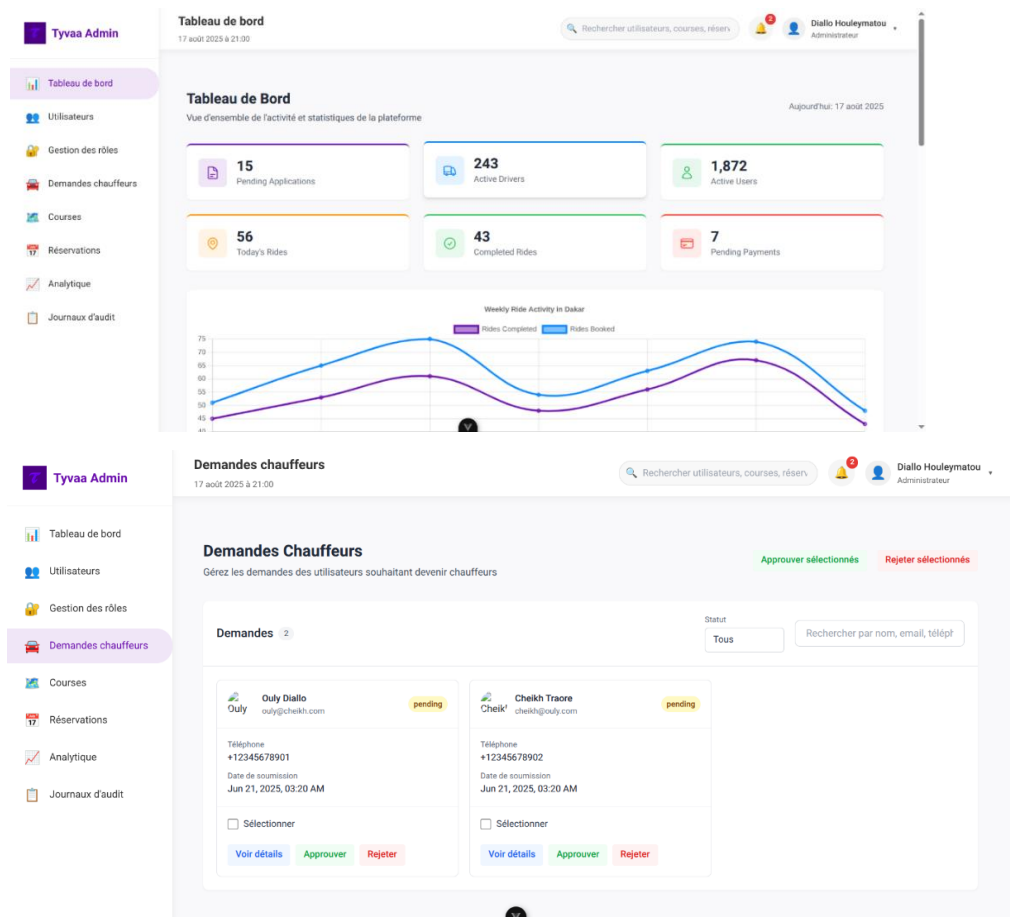 Tyvaa Admin
Tableau de bord
17 août 2025 à 21:00
Rechercher utilisateurs, courses, réserv
2
Diallo Houleymatou
Administrateur
Tableau de bord
Utilisateurs
Gestion des rôles
Demandes chauffeurs
Courses
Réservations
Analytique
Journaux d'audit
Tableau de Bord
Vue d'ensemble de l'activité et statistiques de la plateforme
Aujourd'hui: 17 août 2025
15
Pending Applications
243
Active Drivers
1,872
Active Users
56
Today's Rides
43
Completed Rides
7
Pending Payments
Weekly Ride Activity in Dakar
Rides Completed Rides Booked
75
70
65
60
55
50
45
40
Tyvaa Admin
Demandes chauffeurs
17 août 2025 à 21:00
Rechercher utilisateurs, courses, réserv
2
Diallo Houleymatou
Administrateur
Tableau de bord
Utilisateurs
Gestion des rôles
Demandes chauffeurs
Courses
Réservations
Analytique
Journaux d'audit
Demandes Chauffeurs
Gérez les demandes des utilisateurs souhaitant devenir chauffeurs
Approuver sélectionnés Rejeter sélectionnés
Demandes 2
Statut
Tous
Rechercher par nom, email, téléph
Ouly
Ouly Diallo
ouly@cheikh.com
pending
Téléphone
+12345678901
Date de soumission
Jun 21, 2025, 03:20 AM
Sélectionner
Voir détails Approuver Rejeter
Cheik
Cheikh Traore
cheikh@ouly.com
pending
Téléphone
+12345678902
Date de soumission
Jun 21, 2025, 03:20 AM
Sélectionner
Voir détails Approuver Rejeter